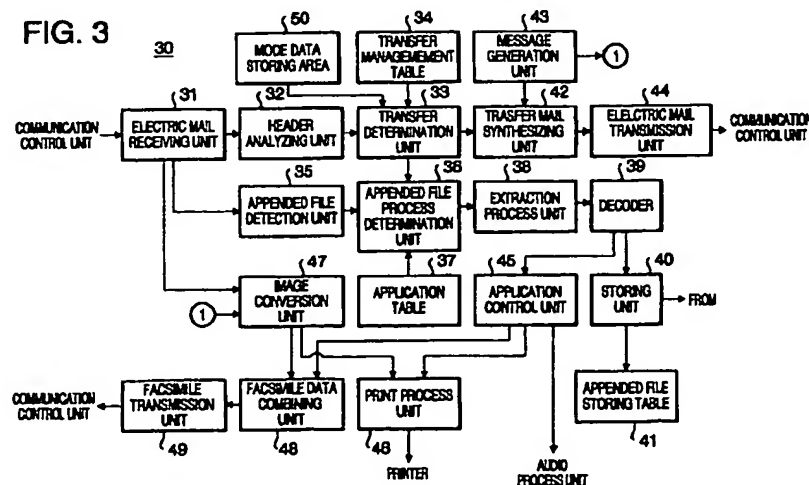 FIG. 3
30
50
MODE DATA
STORING AREA
34
TRANSFER
MANAGEMEMENT
TABLE
43
MESSAGE
GENERATION
UNIT
1
COMMUNICATION
CONTROL UNIT
31
ELECTRIC MAIL
RECEIVING UNIT
32
HEADER
ANALYZING UNIT
33
TRANSFER
DETERMINATION
UNIT
42
TRASFER MAIL
SYNTHESIZING
UNIT
44
ELELCTRIC MAIL
TRANSMISSION
UNIT
COMMUNICATION
CONTROL UNIT
35
APPENDED FILE
DETECTION UNIT
36
APPENDED FILE
PROCESS
DETERMINATION
UNIT
38
EXTRACTION
PROCESS UNIT
39
DECODER
47
IMAGE
CONVERSION
UNIT
1
37
APPLICATION
TABLE
45
APPLICATION
CONTROL UNIT
40
STORING
UNIT
FROM
COMMUNICATION
CONTROL UNIT
FACSIMILE
TRANSMISSION
UNIT
49
FACSIMILE DATA
COMBINING
UNIT
48
PRINT PROCESS
UNIT
46
APPENDED FILE
STORING TABLE
41
PRINTER
AUDIO
PROCESS UNIT